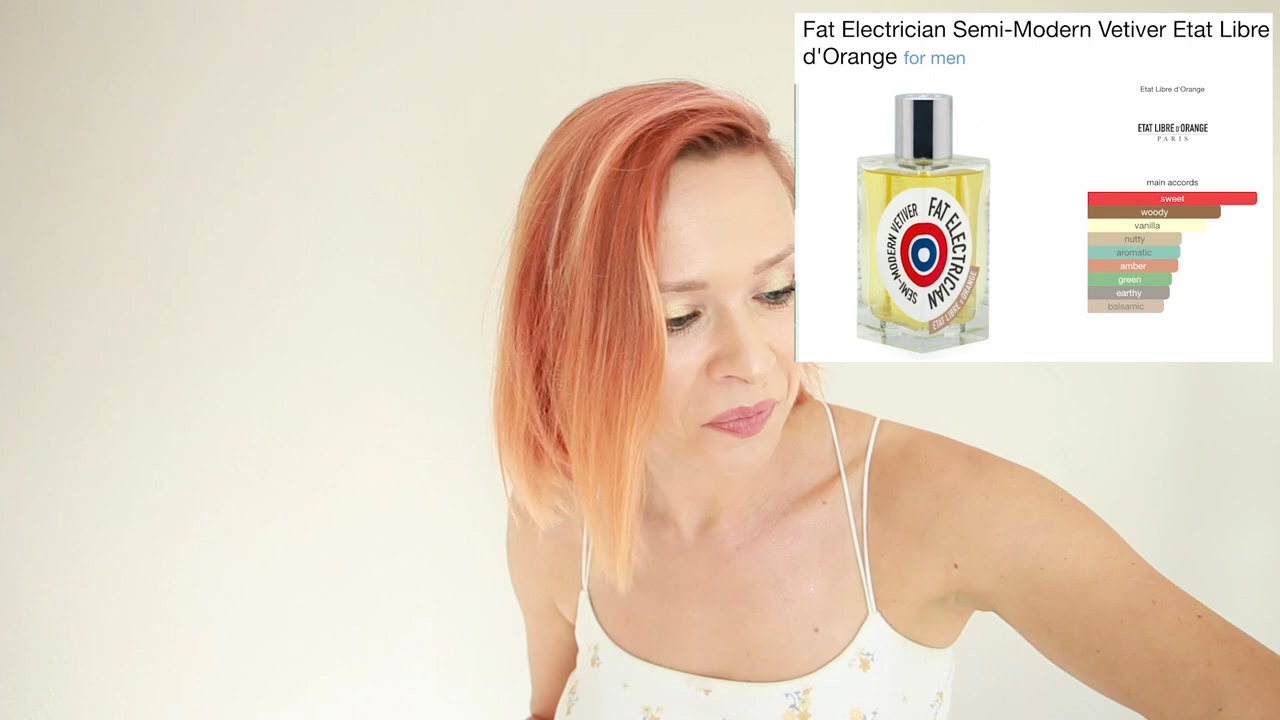 Fat Electrician Semi-Modern Vetiver Etat Libre
d'Orange for men
Etat Libre d'Orange
ETAT LIBRE d'ORANGE
PARIS
main accords
sweet
woody
vanilla
nutty
aromatic
amber
green
earthy
balsamic
SEMI-MODERN VETIVER
FAT ELECTRICIAN
ETAT LIBRE d'ORANGE